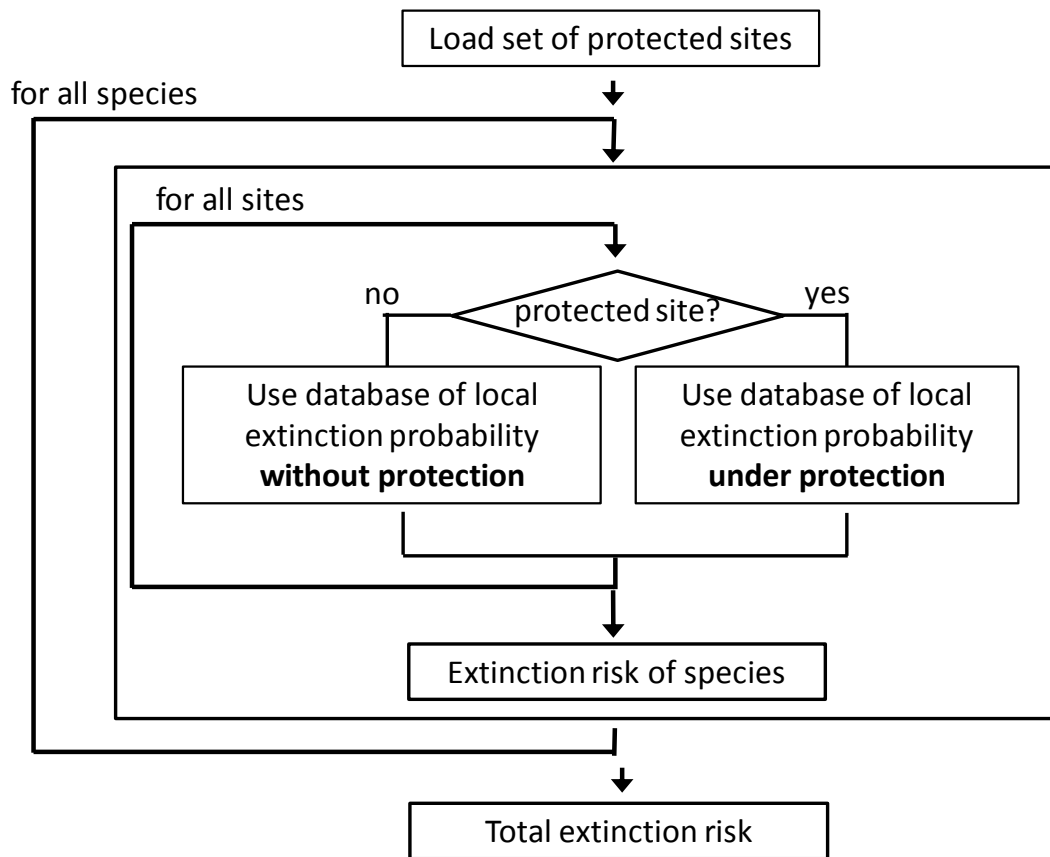 Load set of protected sites
for all species
for all sites
no
yes
protected site?
Use database of local
extinction probability
without protection
Use database of local
extinction probability
under protection
Extinction risk of species
Total extinction risk